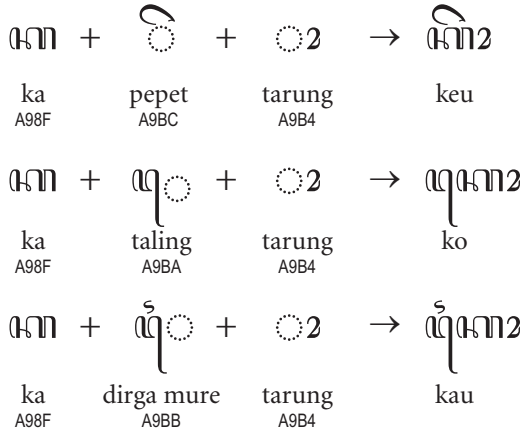 ꦏ + ◌ꦼ + ◌ꦴ → ꦏꦼꦴ
ka pepet tarung keu
A98F A9BC A9B4
ꦏ + ◌ꦺ + ◌ꦴ → ꦏꦺꦴ
ka taling tarung ko
A98F A9BA A9B4
ꦏ + ◌ꦻ + ◌ꦴ → ꦏꦻꦴ
ka dirga mure tarung kau
A98F A9BB A9B4